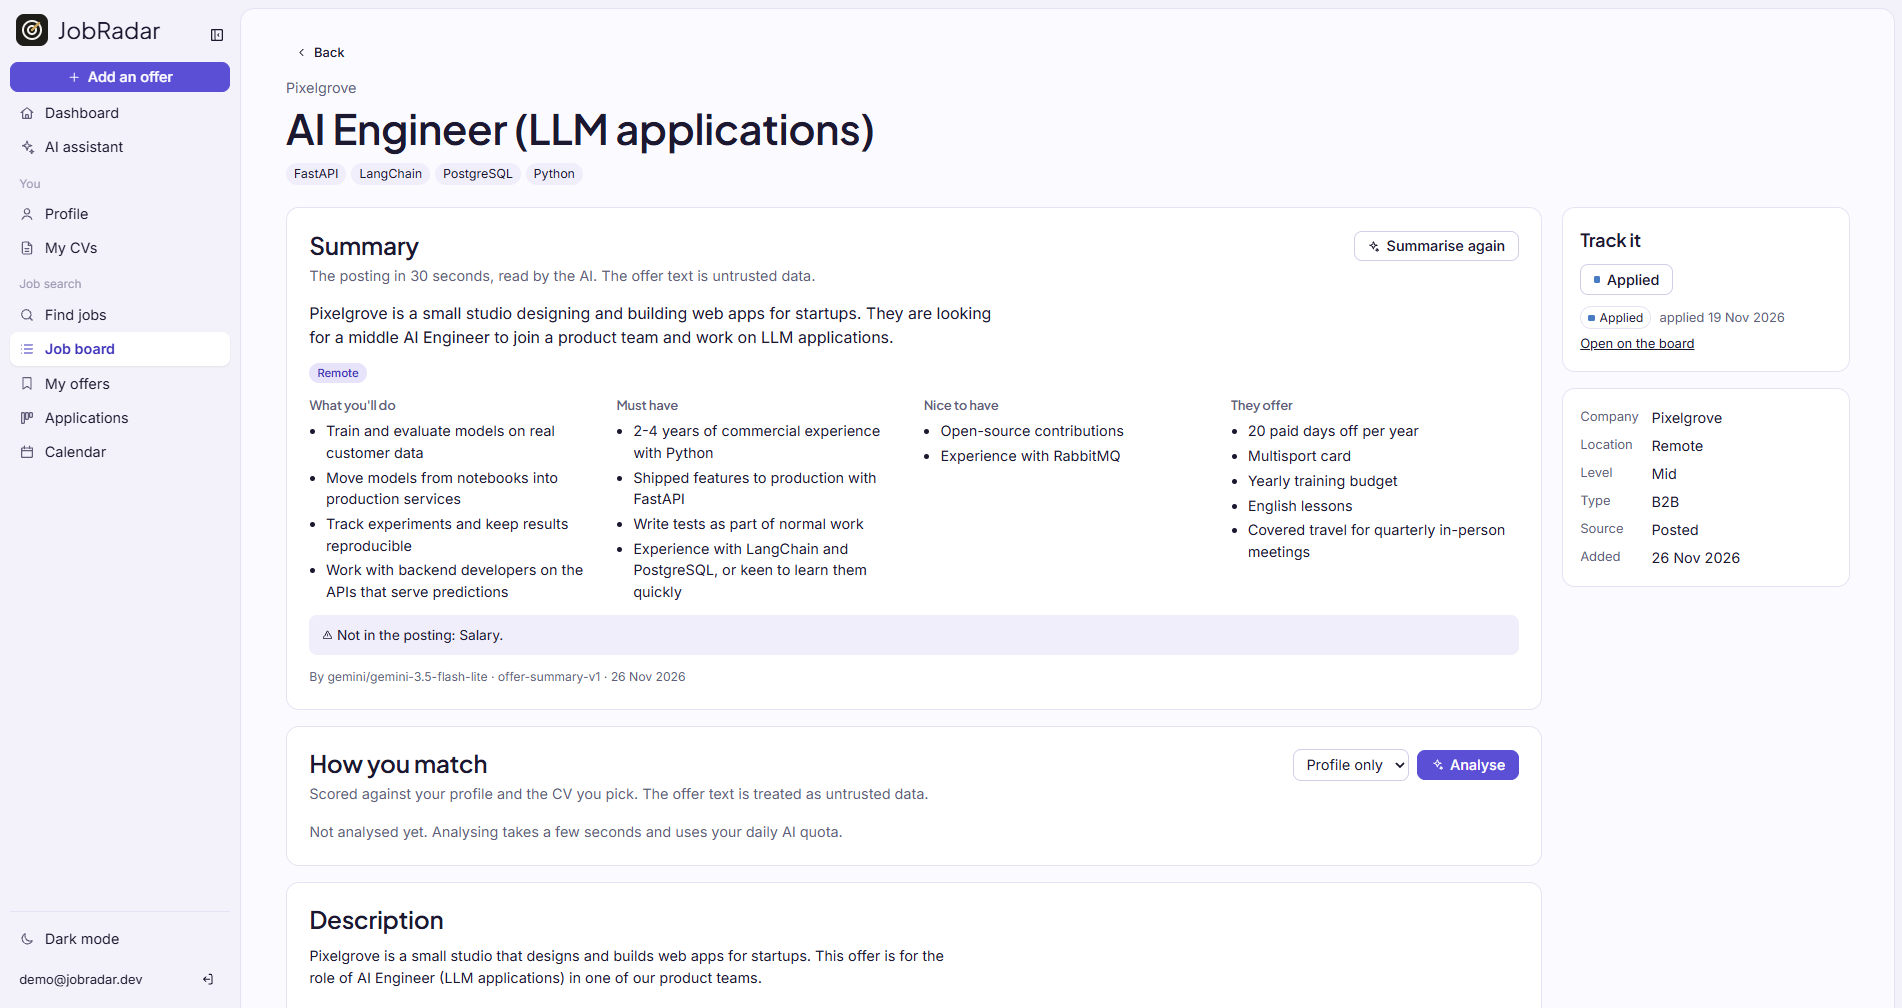 JobRadar
Add an offer
Dashboard
AI assistant
You
Profile
My CVs
Job search
Find jobs
Job board
My offers
Applications
Calendar
Dark mode
demo@jobradar.dev
Back
Pixelgrove
AI Engineer (LLM applications)
FastAPI LangChain PostgreSQL Python
Summary
Summarise again
The posting in 30 seconds, read by the AI. The offer text is untrusted data.
Pixelgrove is a small studio designing and building web apps for startups. They are looking
for a middle AI Engineer to join a product team and work on LLM applications.
Remote
What you'll do
• Train and evaluate models on real
customer data
• Move models from notebooks into
production services
• Track experiments and keep results
reproducible
• Work with backend developers on the
APIs that serve predictions
Must have
• 2-4 years of commercial experience
with Python
• Shipped features to production with
FastAPI
• Write tests as part of normal work
• Experience with LangChain and
PostgreSQL, or keen to learn them
quickly
Nice to have
• Open-source contributions
• Experience with RabbitMQ
They offer
• 20 paid days off per year
• Multisport card
• Yearly training budget
• English lessons
• Covered travel for quarterly in-person
meetings
Not in the posting: Salary.
By gemini/gemini-3.5-flash-lite · offer-summary-v1 · 26 Nov 2026
How you match
Profile only
Analyse
Scored against your profile and the CV you pick. The offer text is treated as untrusted data.
Not analysed yet. Analysing takes a few seconds and uses your daily AI quota.
Description
Pixelgrove is a small studio that designs and builds web apps for startups. This offer is for the
role of AI Engineer (LLM applications) in one of our product teams.
Track it
Applied
Applied applied 19 Nov 2026
Open on the board
Company Pixelgrove
Location Remote
Level Mid
Type B2B
Source Posted
Added 26 Nov 2026